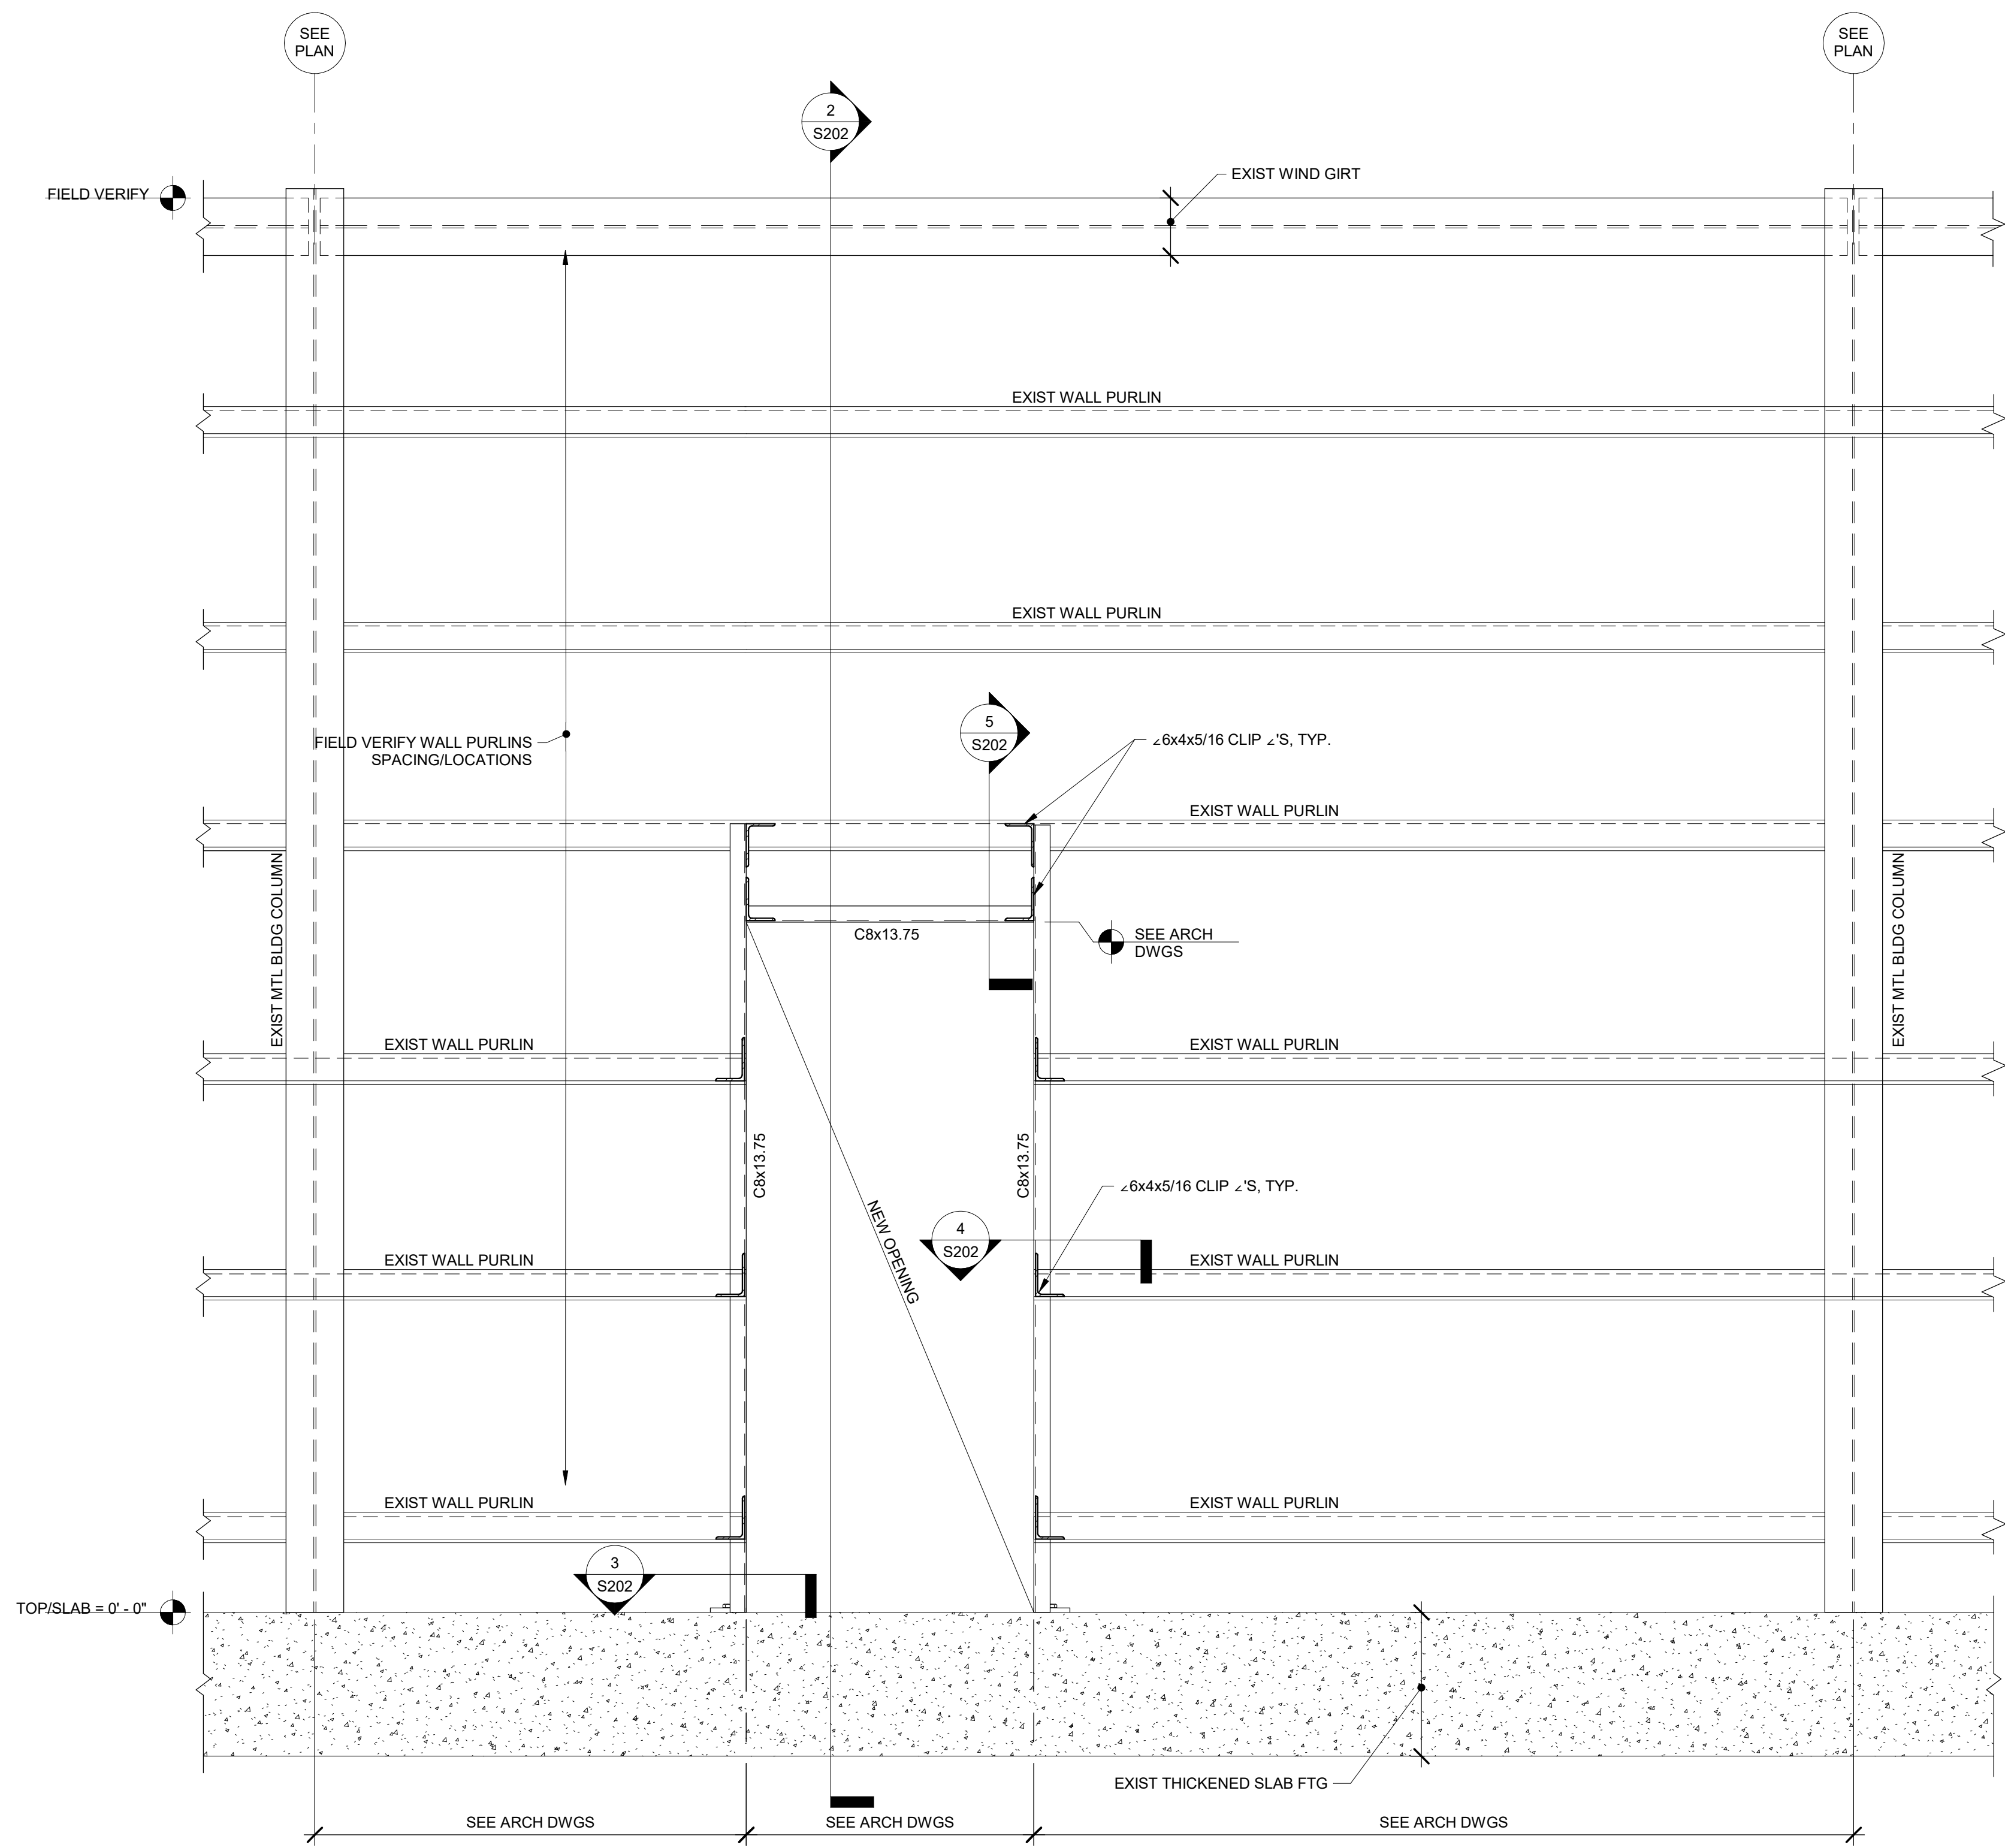 SEE
PLAN
SEE
PLAN
2
S202
EXIST WIND GIRT
FIELD VERIFY
EXIST WALL PURLIN
EXIST WALL PURLIN
5
S202
∠6x4x5/16 CLIP ∠'S, TYP.
FIELD VERIFY WALL PURLINS
SPACING/LOCATIONS
EXIST WALL PURLIN
EXIST MTL BLDG COLUMN
EXIST MTL BLDG COLUMN
C8x13.75
SEE ARCH
DWGS
EXIST WALL PURLIN
EXIST WALL PURLIN
C8x13.75
C8x13.75
∠6x4x5/16 CLIP ∠'S, TYP.
NEW OPENING
4
S202
EXIST WALL PURLIN
EXIST WALL PURLIN
EXIST WALL PURLIN
EXIST WALL PURLIN
3
S202
TOP/SLAB = 0' - 0"
EXIST THICKENED SLAB FTG
SEE ARCH DWGS
SEE ARCH DWGS
SEE ARCH DWGS